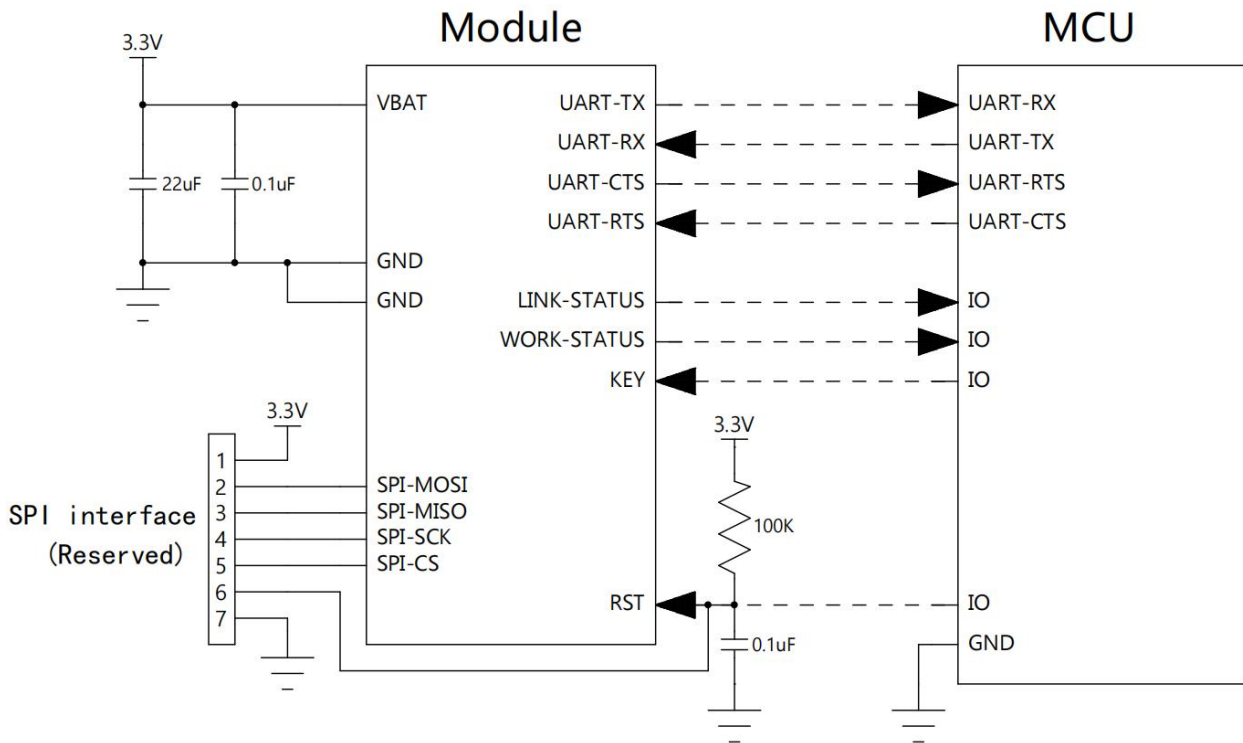 Module
MCU
3.3V
VBAT
UART-TX
UART-RX
UART-RX
UART-TX
22uF
0.1uF
UART-CTS
UART-RTS
UART-RTS
UART-CTS
GND
GND
LINK-STATUS
IO
WORK-STATUS
IO
KEY
IO
3.3V
3.3V
1
2
SPI-MOSI
SPI interface
3
SPI-MISO
(Reserved)
4
SPI-SCK
5
SPI-CS
100K
6
7
RST
IO
0.1uF
GND